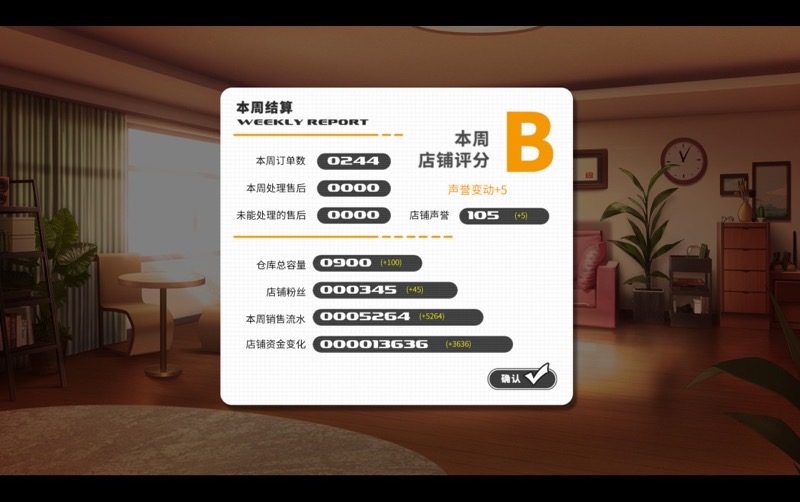 本周结算
WEEKLY REPORT
本周
店铺评分
B
声誉变动+5
本周订单数 0244
本周处理售后 0000
未能处理的售后 0000
店铺声誉 105 (+5)
仓库总容量 0900 (+100)
店铺粉丝 000345 (+45)
本周销售流水 0005264 (+5264)
店铺资金变化 000013636 (+3636)
确认